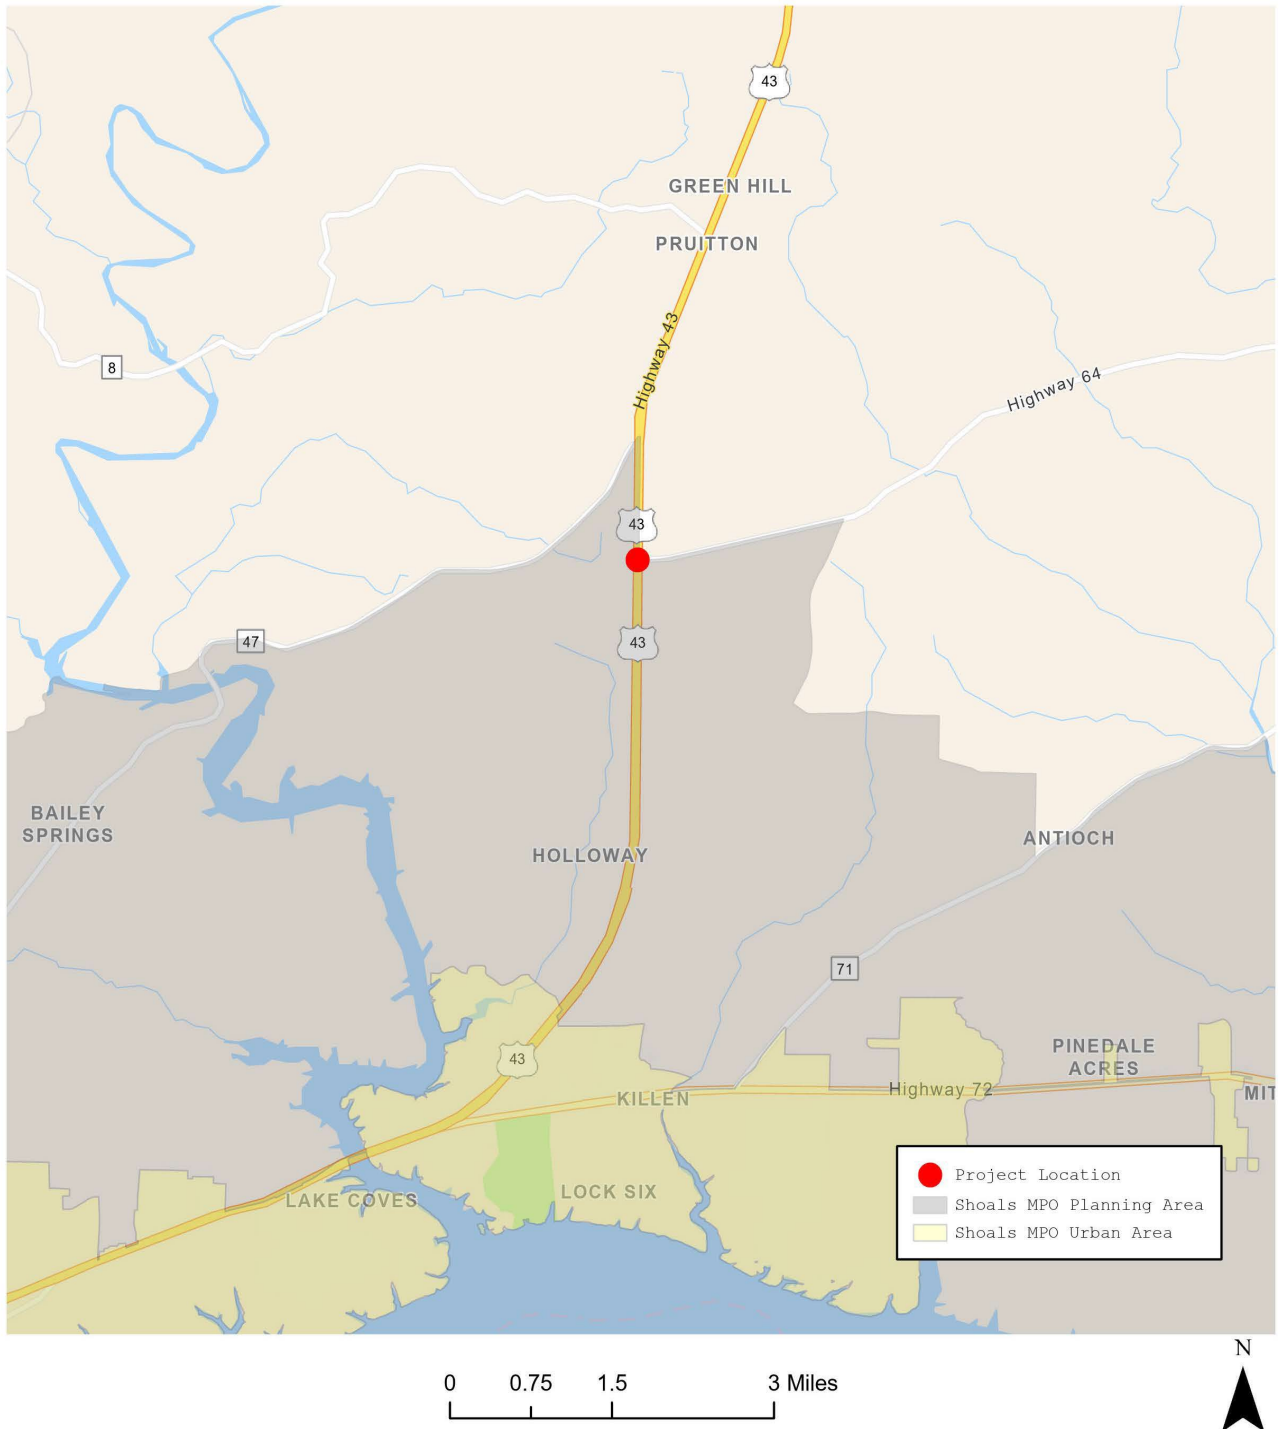 43
GREEN HILL
PRUITTON
Highway 43
8
Highway 64
43
47
43
BAILEY
SPRINGS
HOLLOWAY
ANTIOCH
71
43
PINEDALE
ACRES
KILLEN
Highway 72
MIT
LAKE COVES
LOCK SIX
Project Location
Shoals MPO Planning Area
Shoals MPO Urban Area
N
0 0.75 1.5 3 Miles